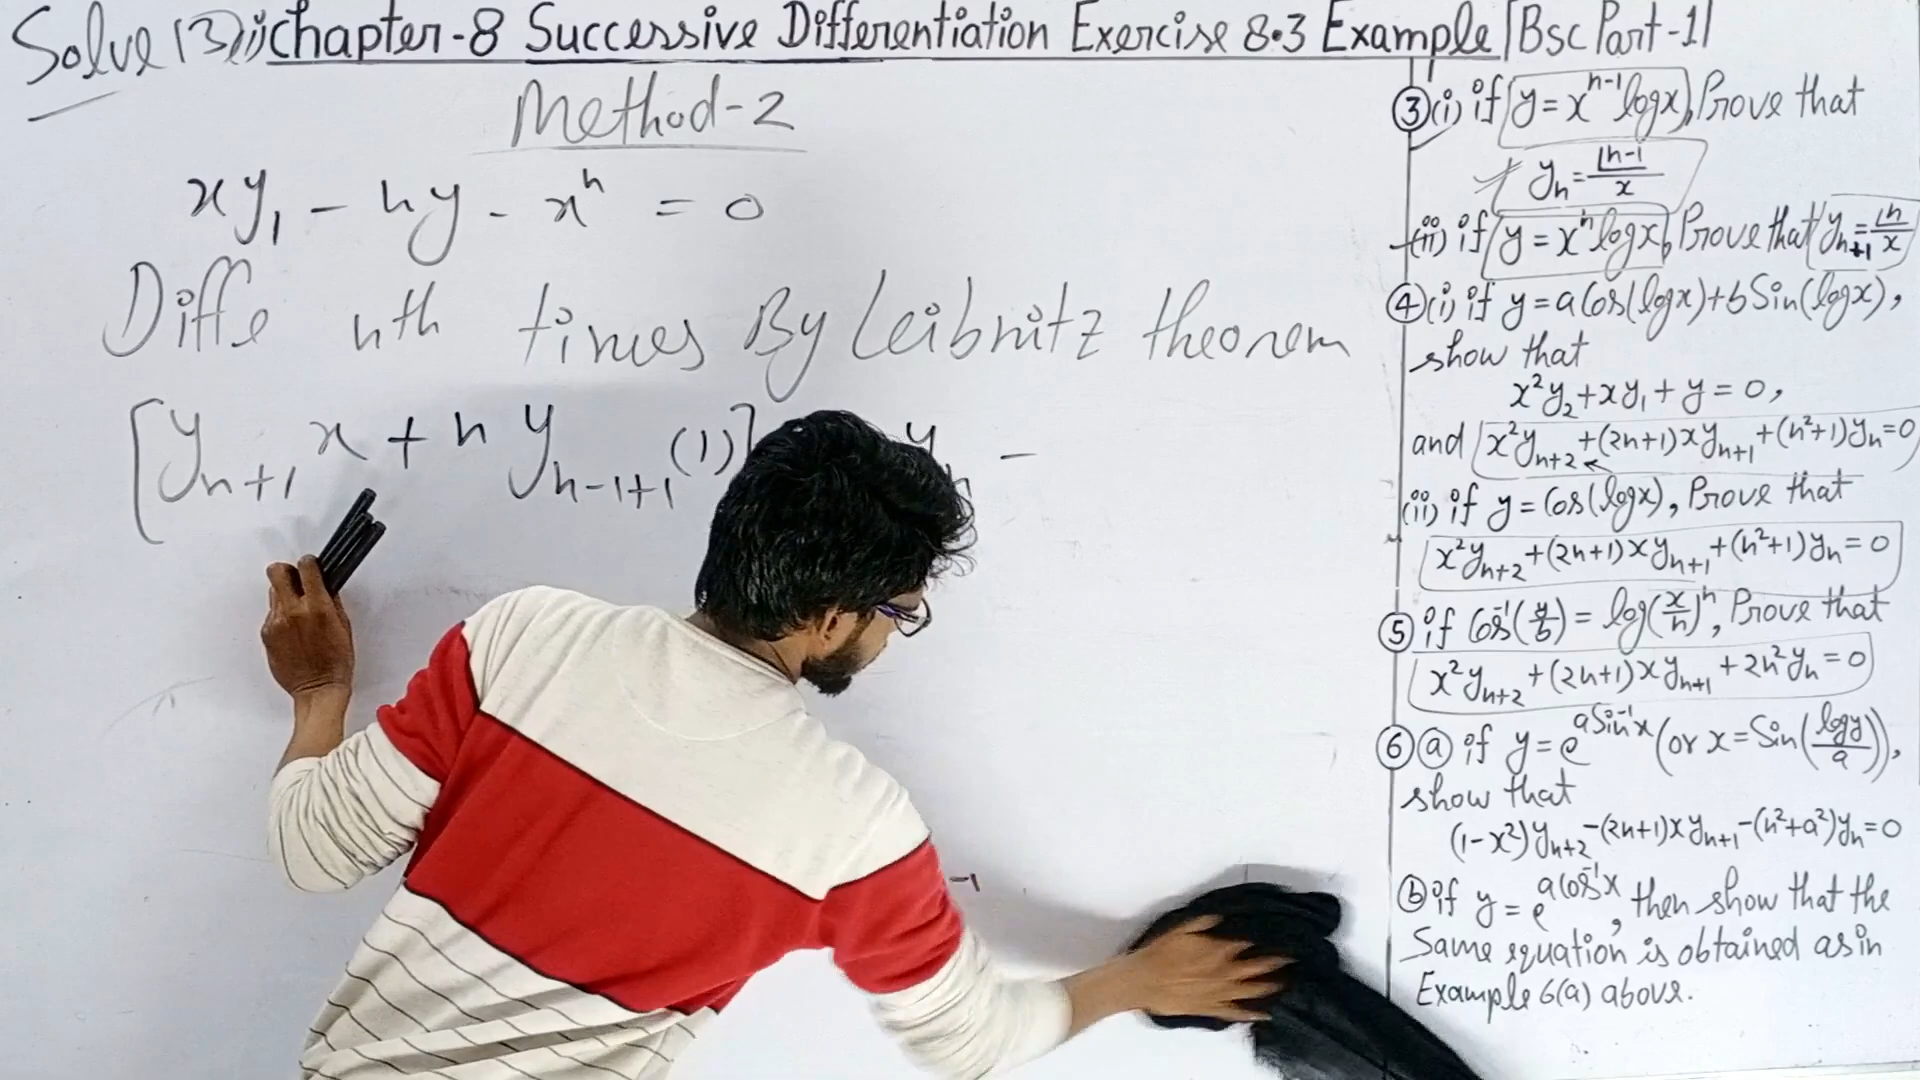 Solve (3)ii Chapter-8 Successive Differentiation Exercise 8.3 Example | Bsc Part-1
Method-2
xy₁ - ny - xⁿ = 0
Diffe nth times By Leibnitz theorem
[yₙ₊₁ x + n yₙ₋₁₊₁ (1)] yₙ -
-1
③(i) if y = xⁿ⁻¹ log x, Prove that
yₙ = ⌊n-1 / x
(ii) if y = xⁿ log x, Prove that yₙ₊₁ = ⌊n / x
④(i) if y = a Cos(log x) + b Sin(log x),
show that
x²y₂ + xy₁ + y = 0,
and x²yₙ₊₂ + (2n+1)xyₙ₊₁ + (n²+1)yₙ = 0
(ii) if y = Cos(log x), Prove that
x²yₙ₊₂ + (2n+1)xyₙ₊₁ + (n²+1)yₙ = 0
⑤ if Cos⁻¹(y/b) = log(x/n)ⁿ, Prove that
x²yₙ₊₂ + (2n+1)xyₙ₊₁ + 2n²yₙ = 0
⑥ⓐ if y = e^(a Sin⁻¹x) (or x = Sin(log y / a)),
show that
(1-x²)yₙ₊₂ - (2n+1)xyₙ₊₁ - (n²+a²)yₙ = 0
ⓑ if y = e^(a Cos⁻¹x), then show that the
Same equation is obtained as in
Example 6(a) above.